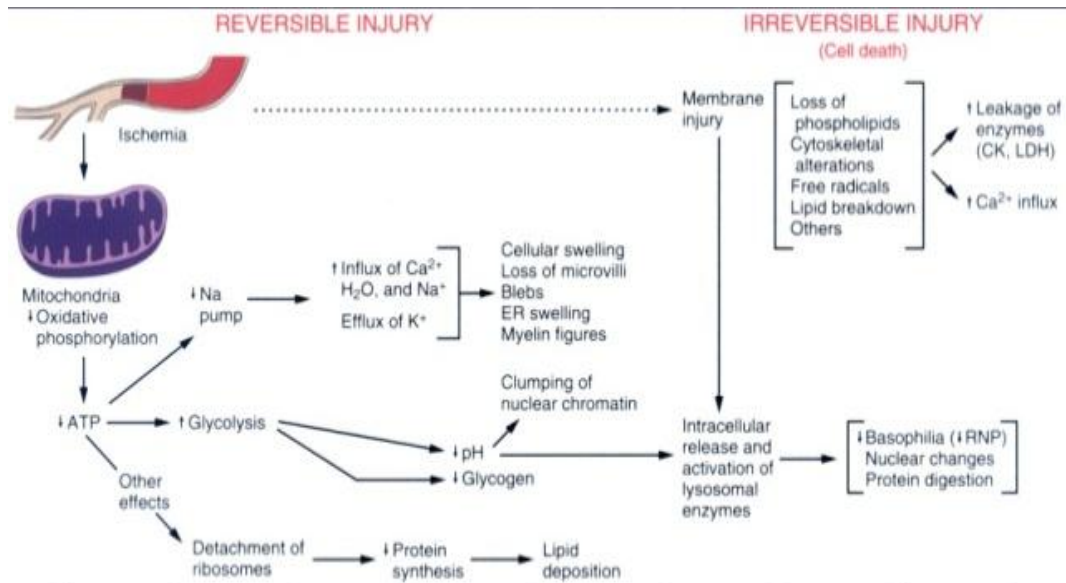 REVERSIBLE INJURY
IRREVERSIBLE INJURY
(Cell death)
Ischemia
Membrane
injury
Loss of
phospholipids
Cytoskeletal
alterations
Free radicals
Lipid breakdown
Others
↑ Leakage of
enzymes
(CK, LDH)
↑ Ca²⁺ influx
Mitochondria
↓ Oxidative
phosphorylation
↓ Na
pump
↑ Influx of Ca²⁺
H₂O, and Na⁺
Efflux of K⁺
Cellular swelling
Loss of microvilli
Blebs
ER swelling
Myelin figures
↓ ATP
↑ Glycolysis
Clumping of
nuclear chromatin
↓ pH
↓ Glycogen
Intracellular
release and
activation of
lysosomal
enzymes
↓ Basophilia (↓ RNP)
Nuclear changes
Protein digestion
Other
effects
Detachment of
ribosomes
↓ Protein
synthesis
Lipid
deposition